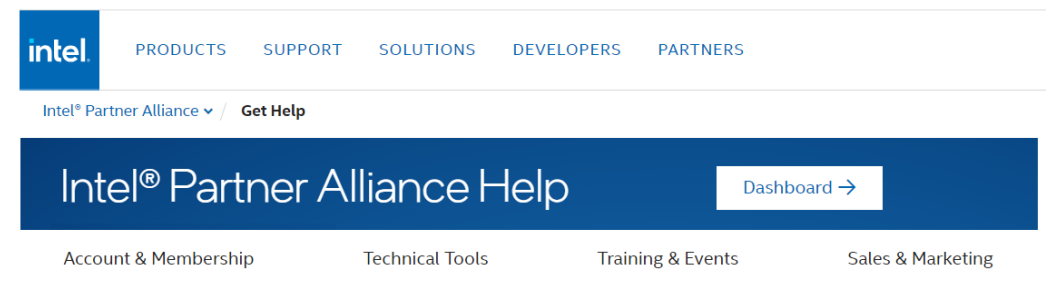 intel. PRODUCTS SUPPORT SOLUTIONS DEVELOPERS PARTNERS
Intel® Partner Alliance / Get Help
Intel® Partner Alliance Help Dashboard →
Account & Membership Technical Tools Training & Events Sales & Marketing